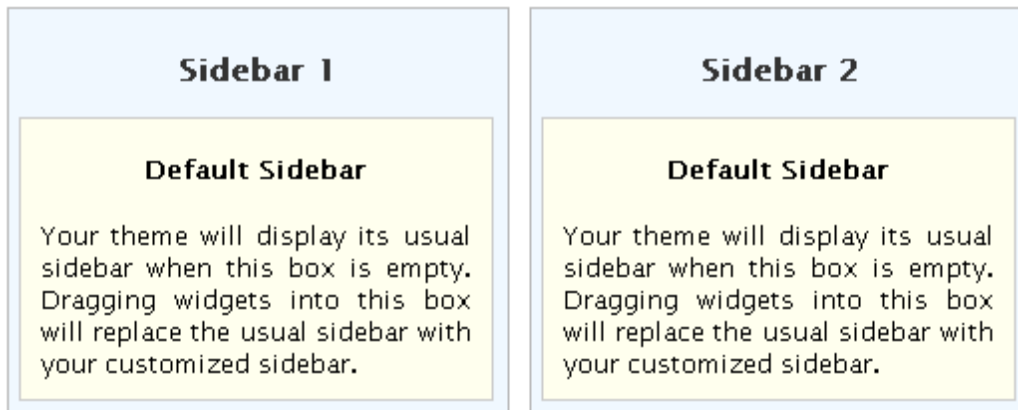 Sidebar 1
Default Sidebar
Your theme will display its usual
sidebar when this box is empty.
Dragging widgets into this box
will replace the usual sidebar with
your customized sidebar.
Sidebar 2
Default Sidebar
Your theme will display its usual
sidebar when this box is empty.
Dragging widgets into this box
will replace the usual sidebar with
your customized sidebar.